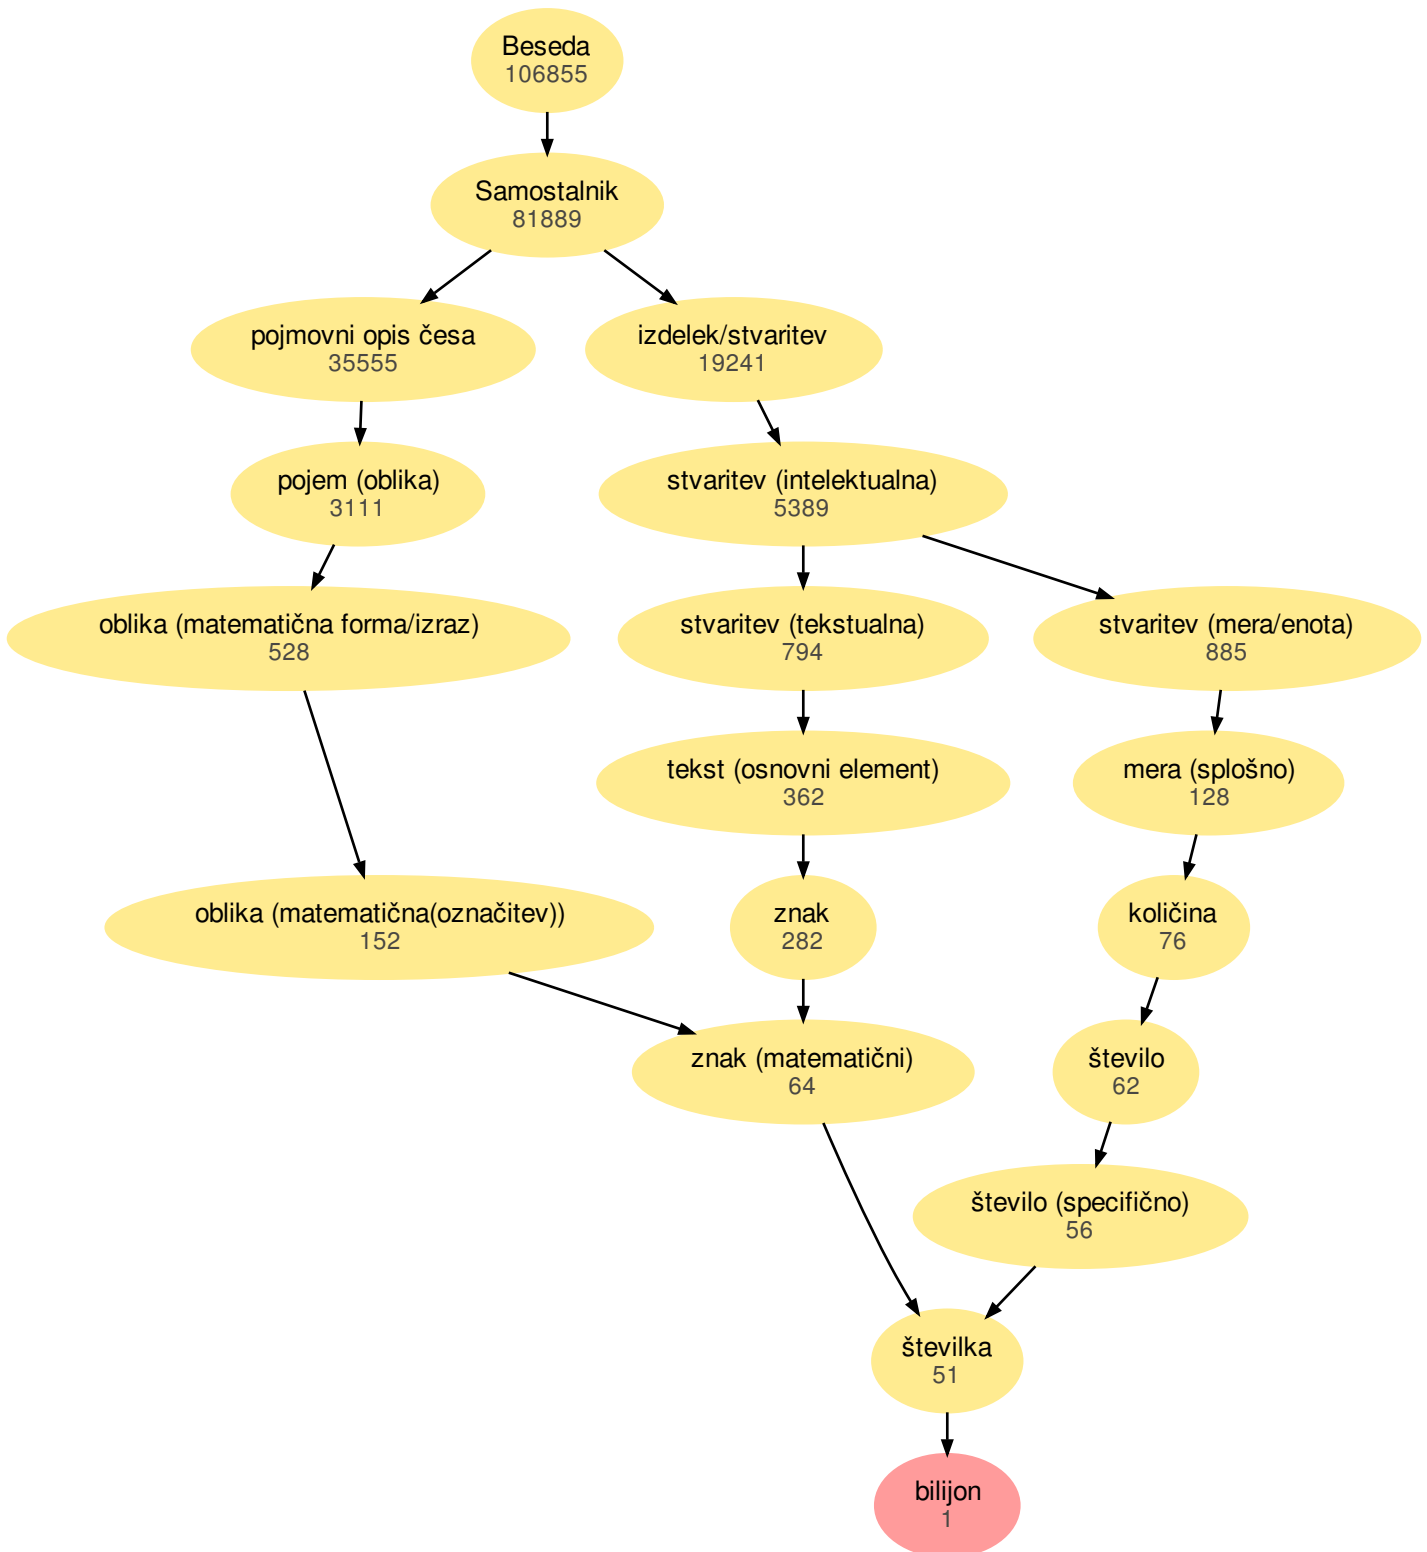 Beseda
106855
Samostalnik
81889
pojmovni opis česa
35555
izdelek/stvaritev
19241
pojem (oblika)
3111
stvaritev (intelektualna)
5389
oblika (matematična forma/izraz)
528
stvaritev (tekstualna)
794
stvaritev (mera/enota)
885
tekst (osnovni element)
362
mera (splošno)
128
oblika (matematična(označitev))
152
znak
282
količina
76
znak (matematični)
64
število
62
število (specifično)
56
številka
51
bilijon
1